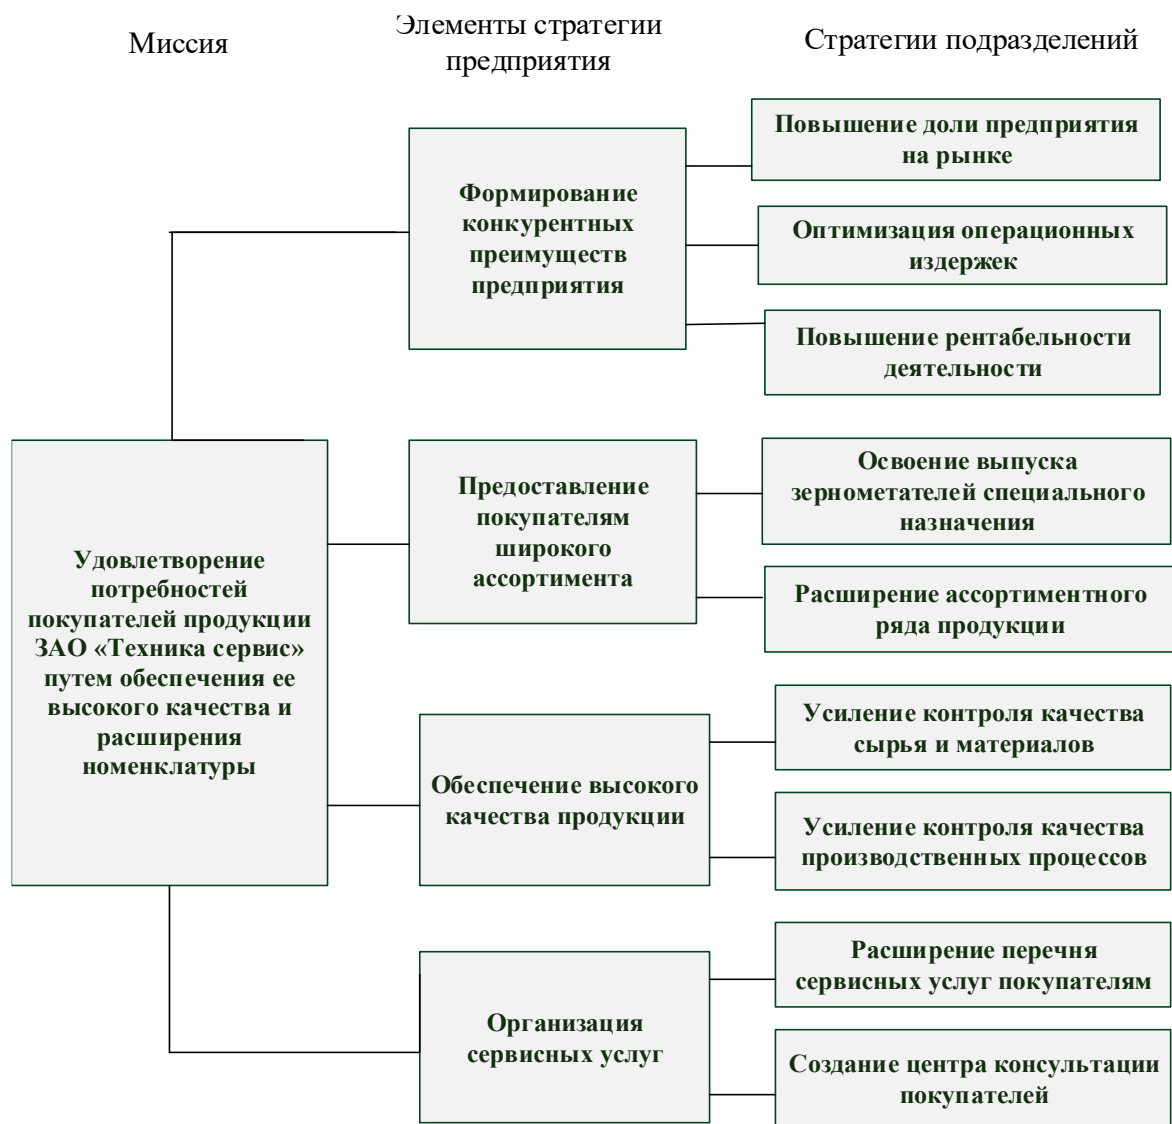 Миссия
Элементы стратегии
предприятия
Стратегии подразделений
Удовлетворение
потребностей
покупателей продукции
ЗАО «Техника сервис»
путем обеспечения ее
высокого качества и
расширения
номенклатуры
Формирование
конкурентных
преимуществ
предприятия
Повышение доли предприятия
на рынке
Оптимизация операционных
издержек
Повышение рентабельности
деятельности
Предоставление
покупателям
широкого
ассортимента
Освоение выпуска
зернометателей специального
назначения
Расширение ассортиментного
ряда продукции
Обеспечение высокого
качества продукции
Усиление контроля качества
сырья и материалов
Усиление контроля качества
производственных процессов
Организация
сервисных услуг
Расширение перечня
сервисных услуг покупателям
Создание центра консультации
покупателей